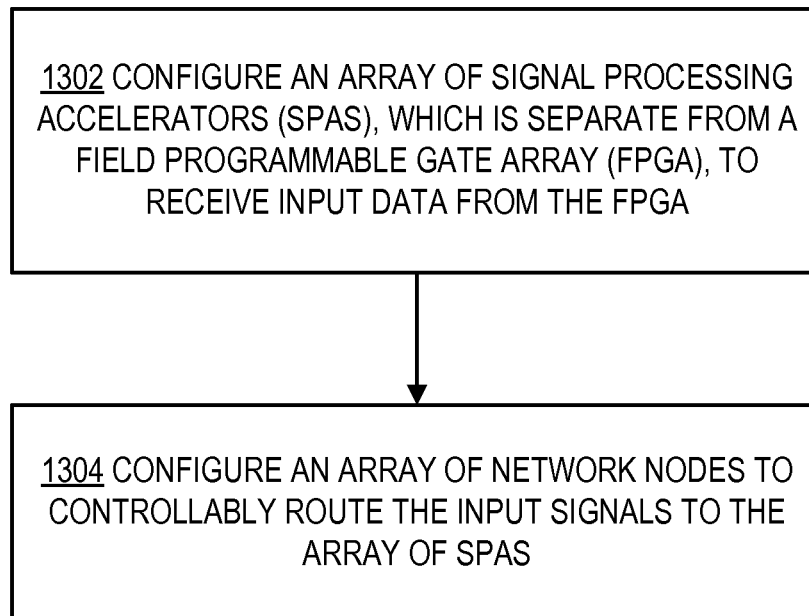 1302 CONFIGURE AN ARRAY OF SIGNAL PROCESSING
ACCELERATORS (SPAS), WHICH IS SEPARATE FROM A
FIELD PROGRAMMABLE GATE ARRAY (FPGA), TO
RECEIVE INPUT DATA FROM THE FPGA
1304 CONFIGURE AN ARRAY OF NETWORK NODES TO
CONTROLLABLY ROUTE THE INPUT SIGNALS TO THE
ARRAY OF SPAS